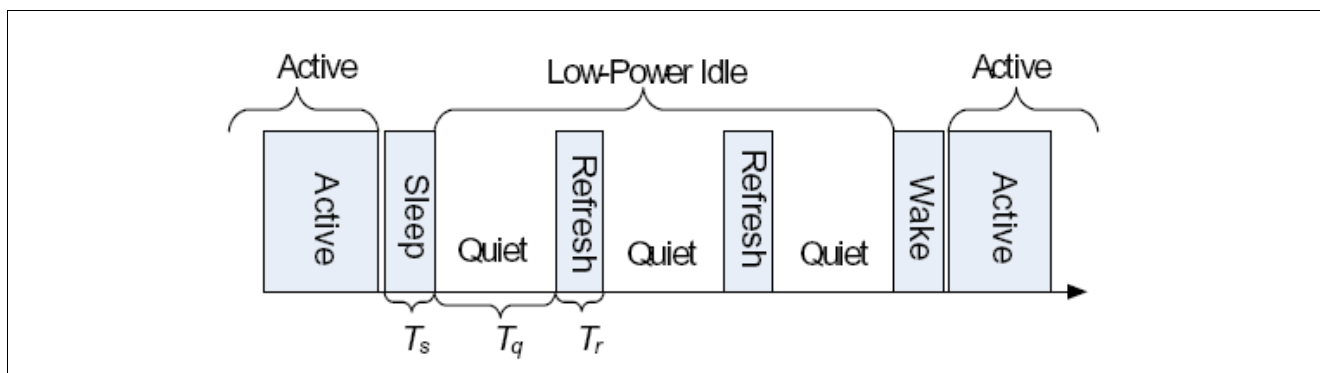 Active
Low-Power Idle
Active
Active
Sleep
Quiet
Refresh
Quiet
Refresh
Quiet
Wake
Active
Ts
Tq
Tr